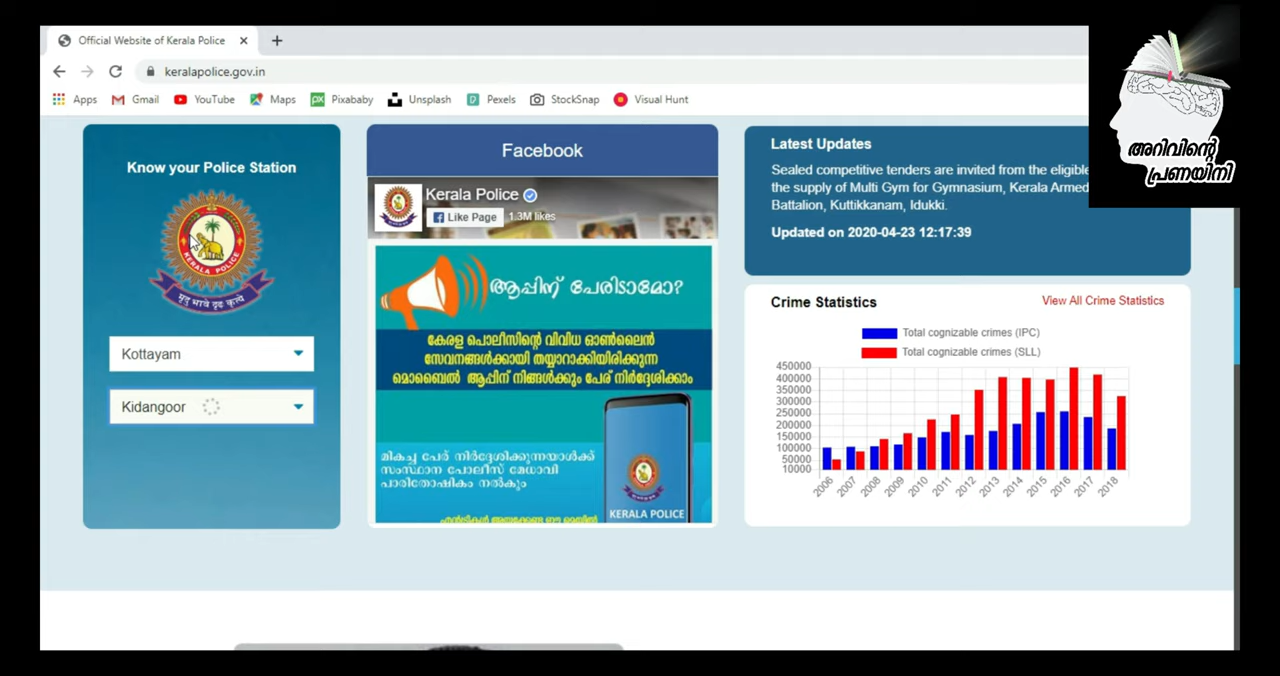 Official Website of Kerala Police
keralapolice.gov.in
Apps Gmail YouTube Maps Pixababy Unsplash Pexels StockSnap Visual Hunt
അറിവിന്റെ
പ്രണയിനി
Know your Police Station
KERALA POLICE
मृदु भावे दृढ कृत्ये
Kottayam
Kidangoor
Facebook
Kerala Police
Like Page 1.3M likes
ആപ്പിന് പേരിടാമോ?
കേരള പൊലീസിന്റെ വിവിധ ഓൺലൈൻ
സേവനങ്ങൾക്കായി തയ്യാറാക്കിയിരിക്കുന്ന
മൊബൈൽ ആപ്പിന് നിങ്ങൾക്കും പേര് നിർദ്ദേശിക്കാം
മികച്ച പേര് നിർദ്ദേശിക്കുന്നയാൾക്ക്
സംസ്ഥാന പോലീസ് മേധാവി
പാരിതോഷികം നൽകും
KERALA POLICE
Latest Updates
Sealed competitive tenders are invited from the eligible
the supply of Multi Gym for Gymnasium, Kerala Armed
Battalion, Kuttikkanam, Idukki.
Updated on 2020-04-23 12:17:39
Crime Statistics
View All Crime Statistics
Total cognizable crimes (IPC)
Total cognizable crimes (SLL)
450000
400000
350000
300000
250000
200000
150000
100000
50000
10000
2006 2007 2008 2009 2010 2011 2012 2013 2014 2015 2016 2017 2018